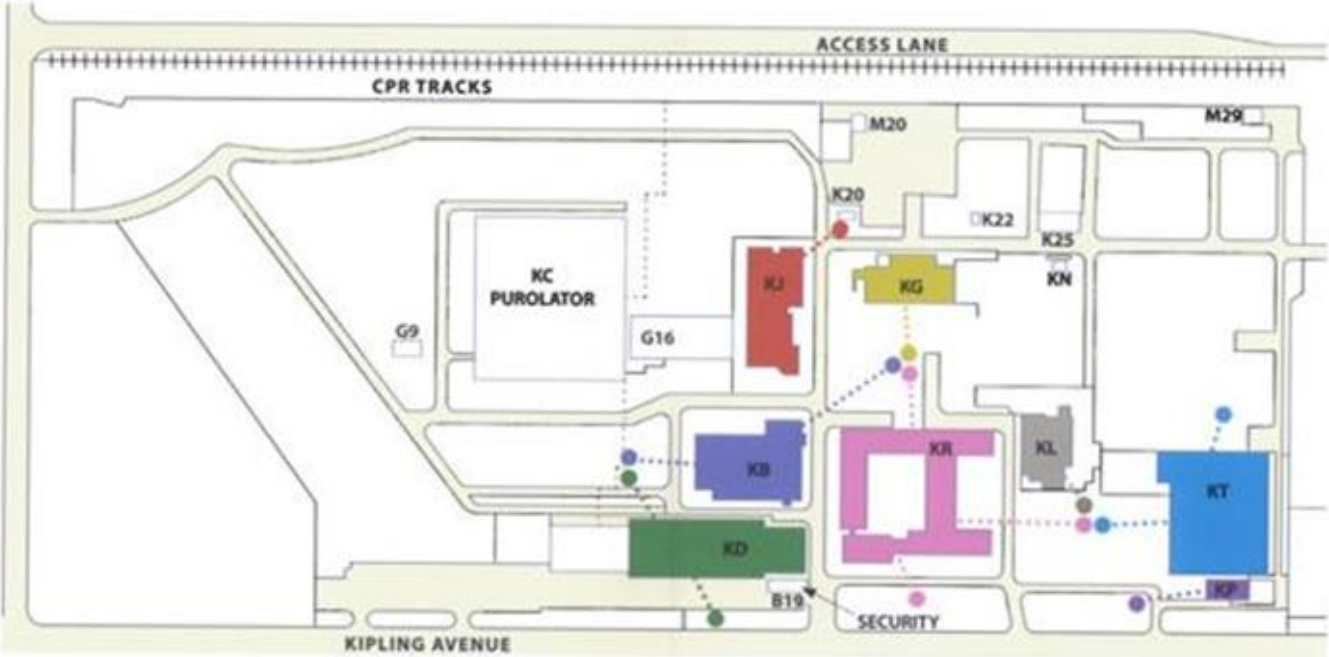 ACCESS LANE
CPR TRACKS
M29
M20
K20
K22
K25
KN
KJ
KG
KC
PUROLATOR
G9
G16
KR
KL
KB
KT
KD
KP
B19
SECURITY
KIPLING AVENUE